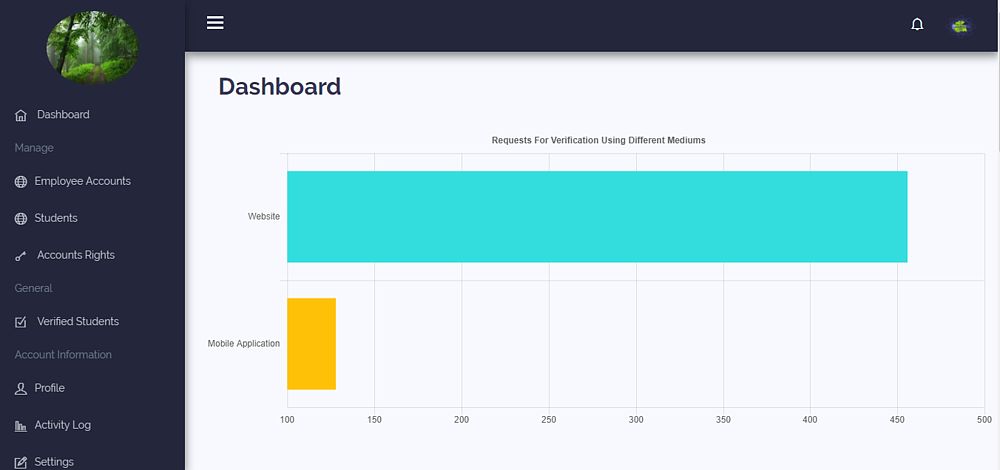 Dashboard
Manage
Employee Accounts
Students
Accounts Rights
General
Verified Students
Account Information
Profile
Activity Log
Settings
Dashboard
Requests For Verification Using Different Mediums
Website
Mobile Application
100 150 200 250 300 350 400 450 500